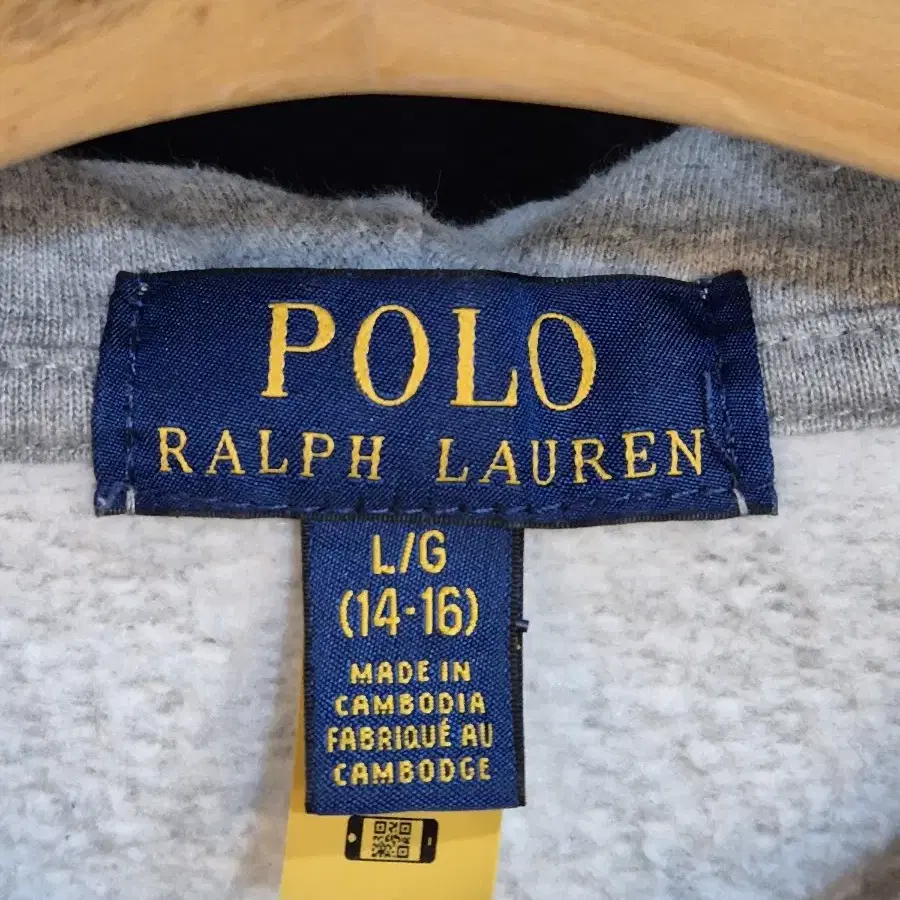 POLO
RALPH LAUREN
L/G
(14-16)
MADE IN
CAMBODIA
FABRIQUÉ AU
CAMBODGE